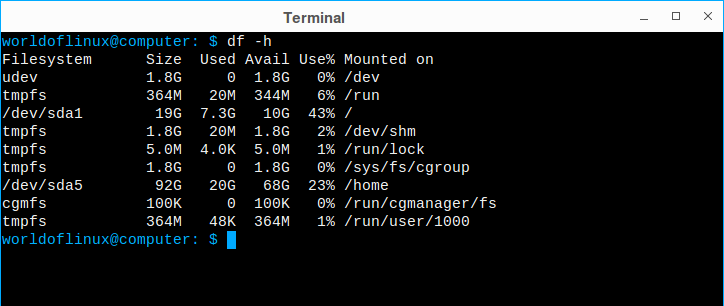 Terminal
worldoflinux@computer: $ df -h
Filesystem      Size  Used Avail Use% Mounted on
udev            1.8G     0  1.8G   0% /dev
tmpfs           364M   20M  344M   6% /run
/dev/sda1        19G  7.3G   10G  43% /
tmpfs           1.8G   20M  1.8G   2% /dev/shm
tmpfs           5.0M  4.0K  5.0M   1% /run/lock
tmpfs           1.8G     0  1.8G   0% /sys/fs/cgroup
/dev/sda5        92G   20G   68G  23% /home
cgmfs           100K     0  100K   0% /run/cgmanager/fs
tmpfs           364M   48K  364M   1% /run/user/1000
worldoflinux@computer: $